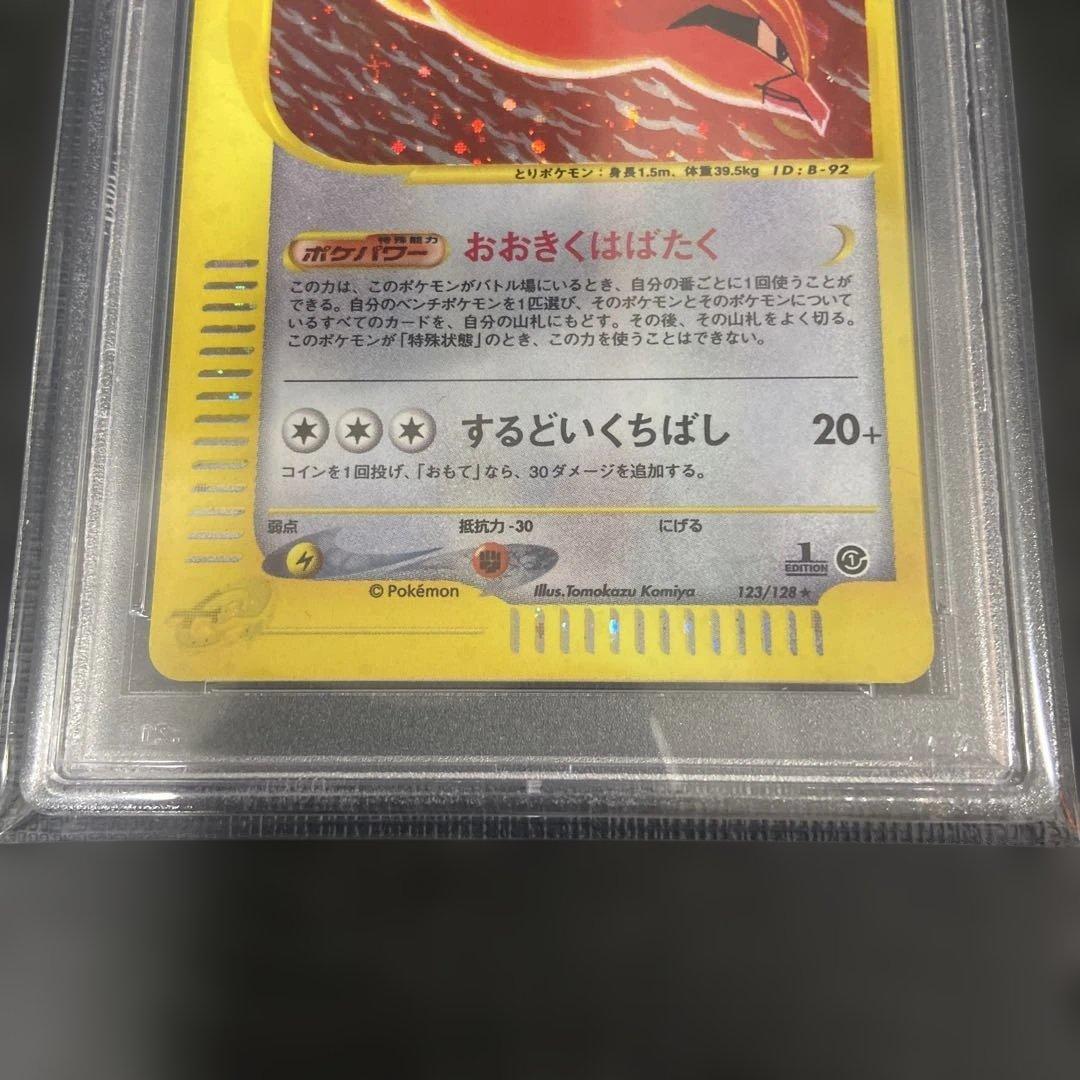 とりポケモン：身長1.5m、体重39.5kg ID：B-92
特殊能力
ポケパワー おおきくはばたく
この力は、このポケモンがバトル場にいるとき、自分の番ごとに1回使うことが
できる。自分のベンチポケモンを1匹選び、そのポケモンとそのポケモンについて
いるすべてのカードを、自分の山札にもどす。その後、その山札をよく切る。
このポケモンが「特殊状態」のとき、この力を使うことはできない。
するどいくちばし 20+
コインを1回投げ、「おもて」なら、30ダメージを追加する。
弱点 抵抗力 -30 にげる
1
EDITION
©Pokémon Illus.Tomokazu Komiya 123/128★